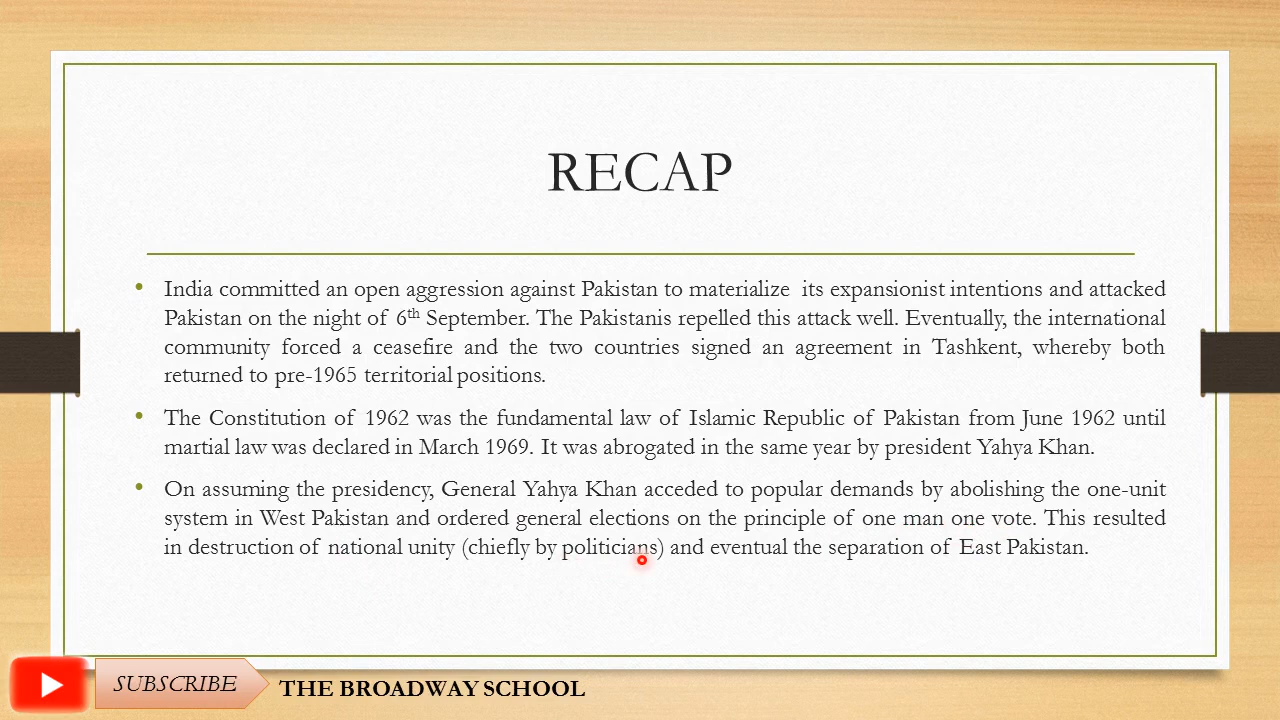 RECAP
• India committed an open aggression against Pakistan to materialize its expansionist intentions and attacked
Pakistan on the night of 6th September. The Pakistanis repelled this attack well. Eventually, the international
community forced a ceasefire and the two countries signed an agreement in Tashkent, whereby both
returned to pre-1965 territorial positions.
• The Constitution of 1962 was the fundamental law of Islamic Republic of Pakistan from June 1962 until
martial law was declared in March 1969. It was abrogated in the same year by president Yahya Khan.
• On assuming the presidency, General Yahya Khan acceded to popular demands by abolishing the one-unit
system in West Pakistan and ordered general elections on the principle of one man one vote. This resulted
in destruction of national unity (chiefly by politicians) and eventual the separation of East Pakistan.
SUBSCRIBE
THE BROADWAY SCHOOL